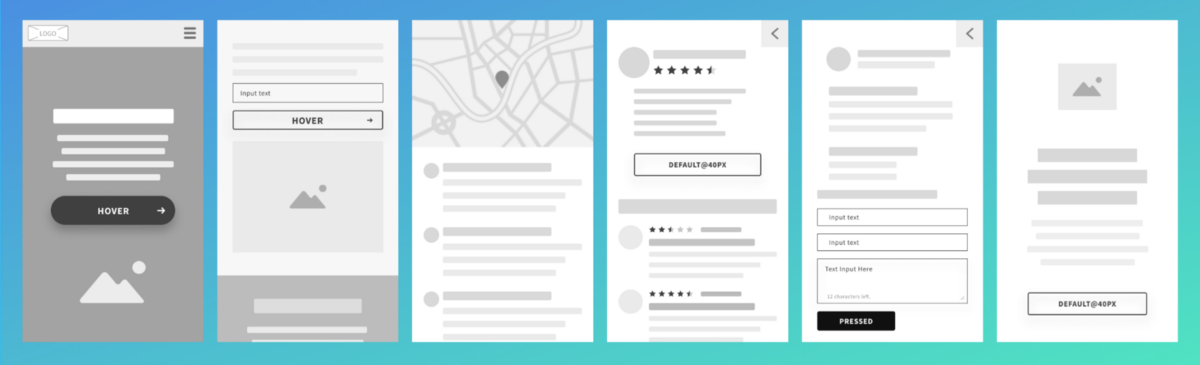 LOGO
HOVER
Input text
HOVER
DEFAULT@40PX
Input text
Input text
Text Input Here
12 characters left
PRESSED
DEFAULT@40PX